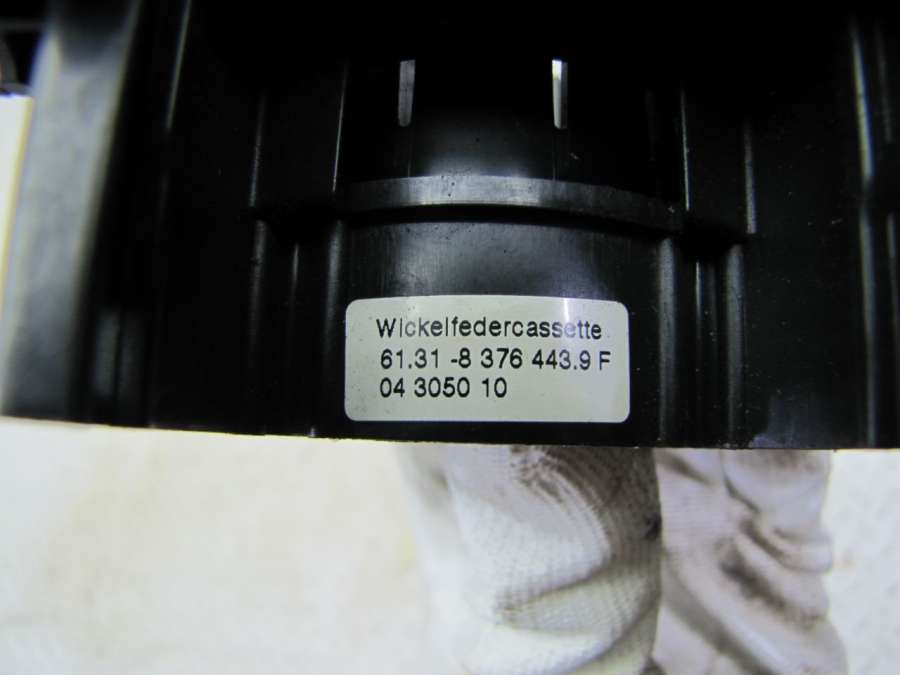 Wickelfedercassette
61.31 -8 376 443.9 F
04 3050 10